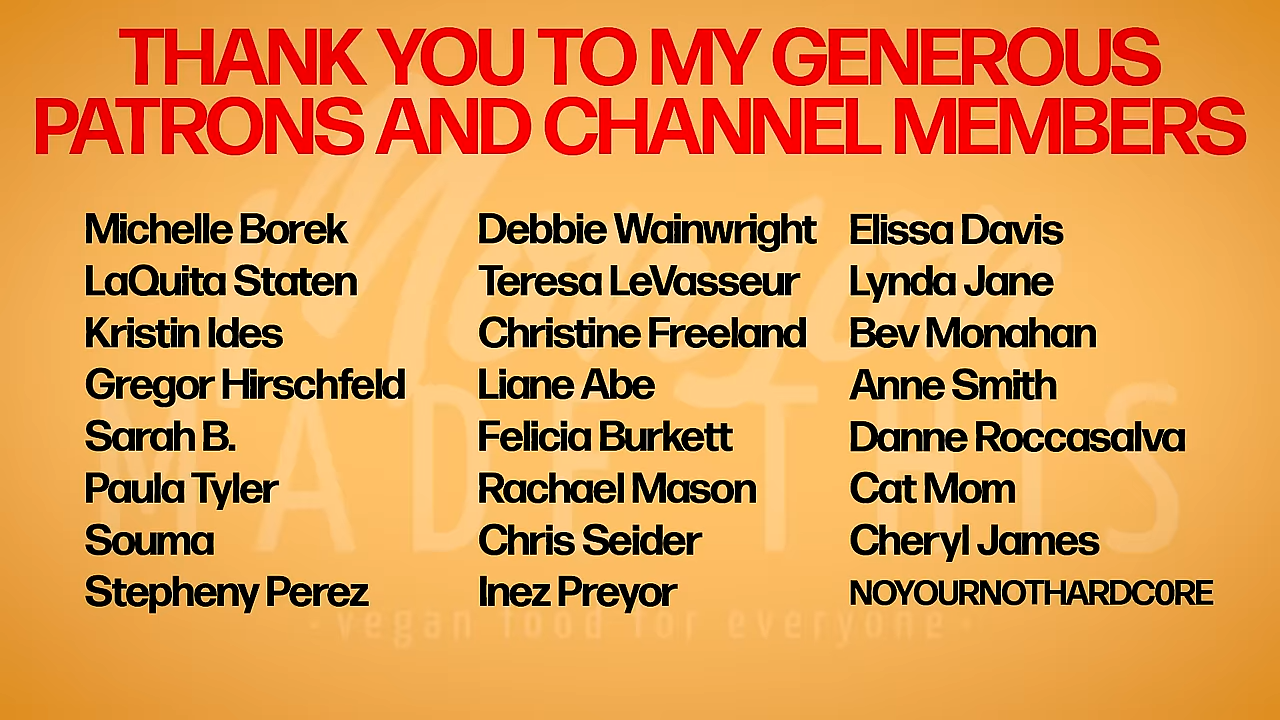 THANK YOU TO MY GENEROUS
PATRONS AND CHANNEL MEMBERS
Michelle Borek
LaQuita Staten
Kristin Ides
Gregor Hirschfeld
Sarah B.
Paula Tyler
Souma
Stepheny Perez
Debbie Wainwright
Teresa LeVasseur
Christine Freeland
Liane Abe
Felicia Burkett
Rachael Mason
Chris Seider
Inez Preyor
Elissa Davis
Lynda Jane
Bev Monahan
Anne Smith
Danne Roccasalva
Cat Mom
Cheryl James
NOYOURNOTHARDC0RE
MADE THIS
· vegan food for everyone ·